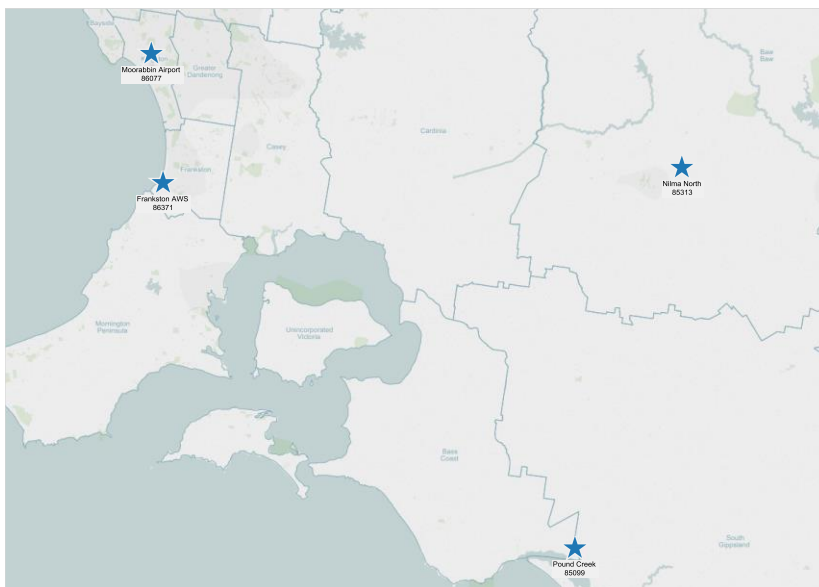 Bayside
Moorabbin Airport
86077
Greater
Dandenong
Baw
Baw
Cardinia
Casey
Frankston
Frankston AWS
86371
Nilma North
85313
Mornington
Peninsula
Unincorporated
Victoria
Bass
Coast
South
Gippsland
Pound Creek
85099